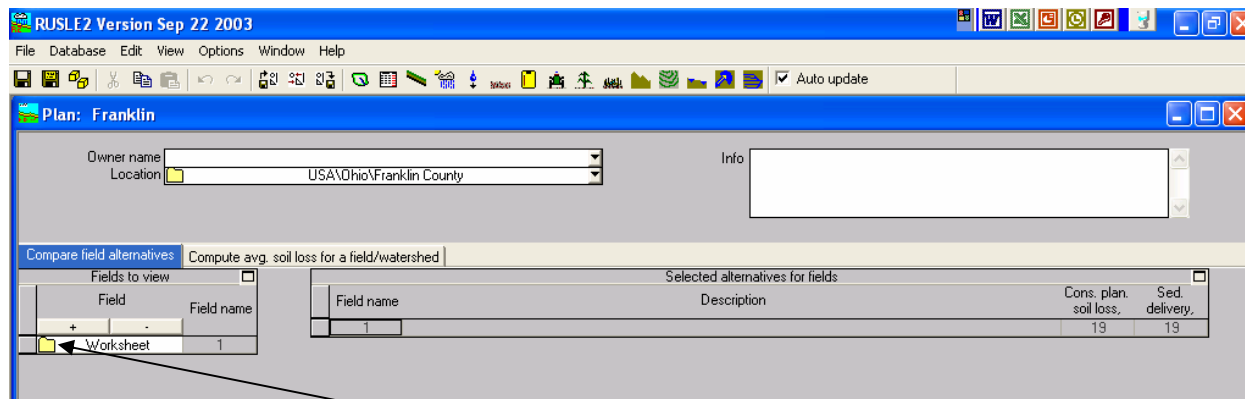 RUSLE2 Version Sep 22 2003
File Database Edit View Options Window Help
Auto update
Plan: Franklin
Owner name
Info
Location USA\Ohio\Franklin County
Compare field alternatives Compute avg. soil loss for a field/watershed
Fields to view
Selected alternatives for fields
Field Field name
+ -
Worksheet 1
Field name Description Cons. plan. soil loss, Sed. delivery,
1 19 19